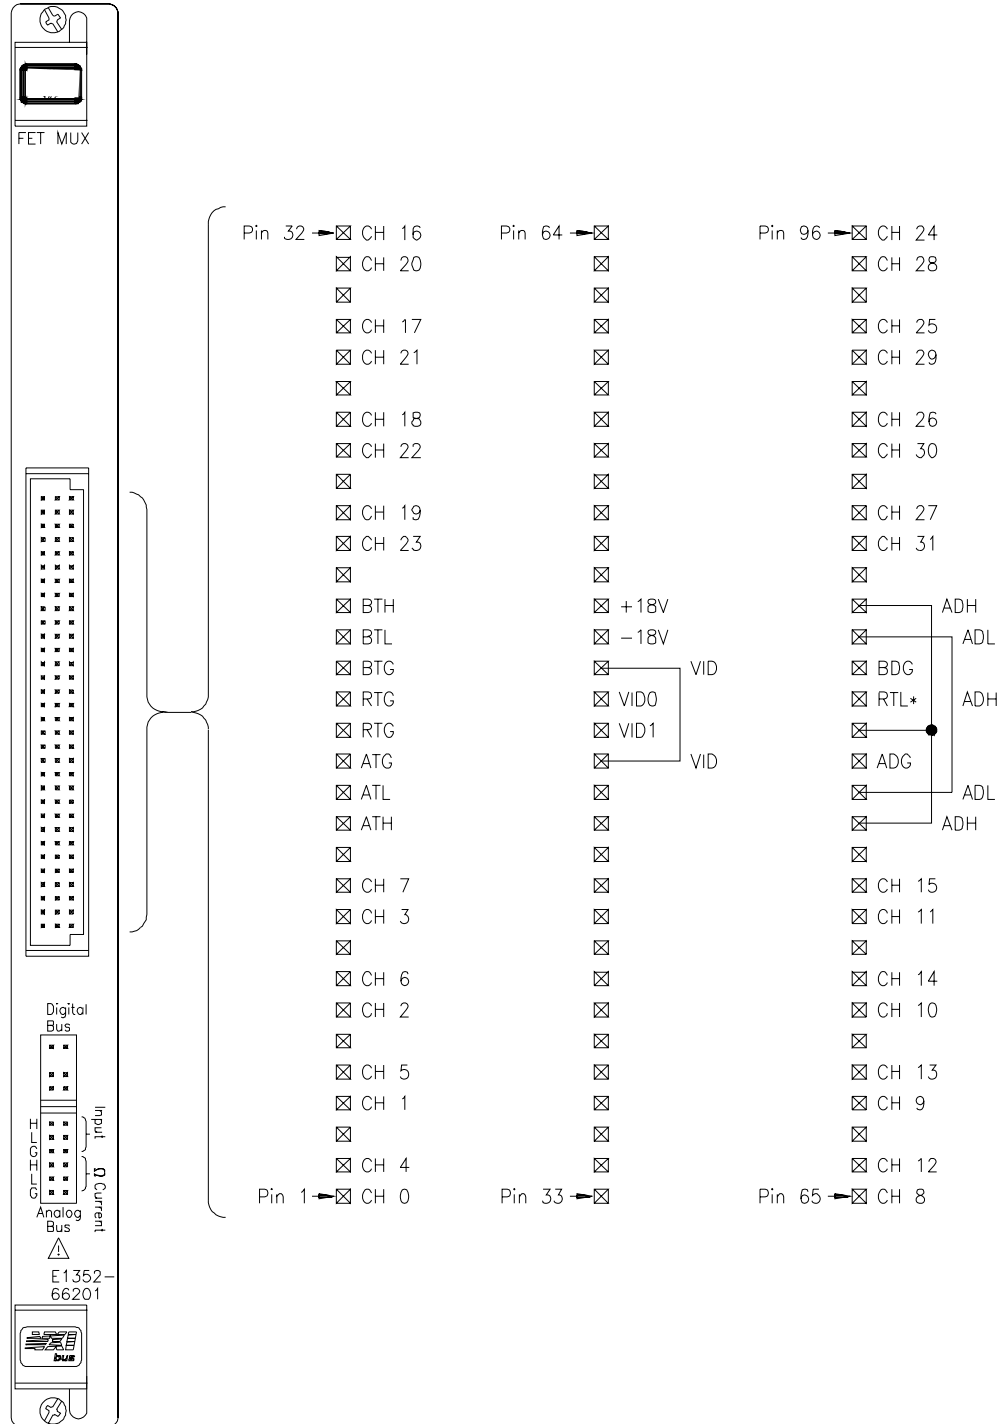 FET MUX
Pin 32 CH 16 Pin 64 Pin 96 CH 24
CH 20 CH 28
CH 17 CH 25
CH 21 CH 29
CH 18 CH 26
CH 22 CH 30
CH 19 CH 27
CH 23 CH 31
BTH +18V ADH
BTL -18V ADL
BTG VID BDG
RTG VID0 RTL* ADH
RTG VID1
ATG VID ADG
ATL ADL
ATH ADH
CH 7 CH 15
CH 3 CH 11
CH 6 CH 14
CH 2 CH 10
CH 5 CH 13
CH 1 CH 9
CH 4 CH 12
Pin 1 CH 0 Pin 33 Pin 65 CH 8
Digital
Bus
H
L
G
H
L
G
Input
Ω Current
Analog
Bus
E1352-
66201
VXI
bus